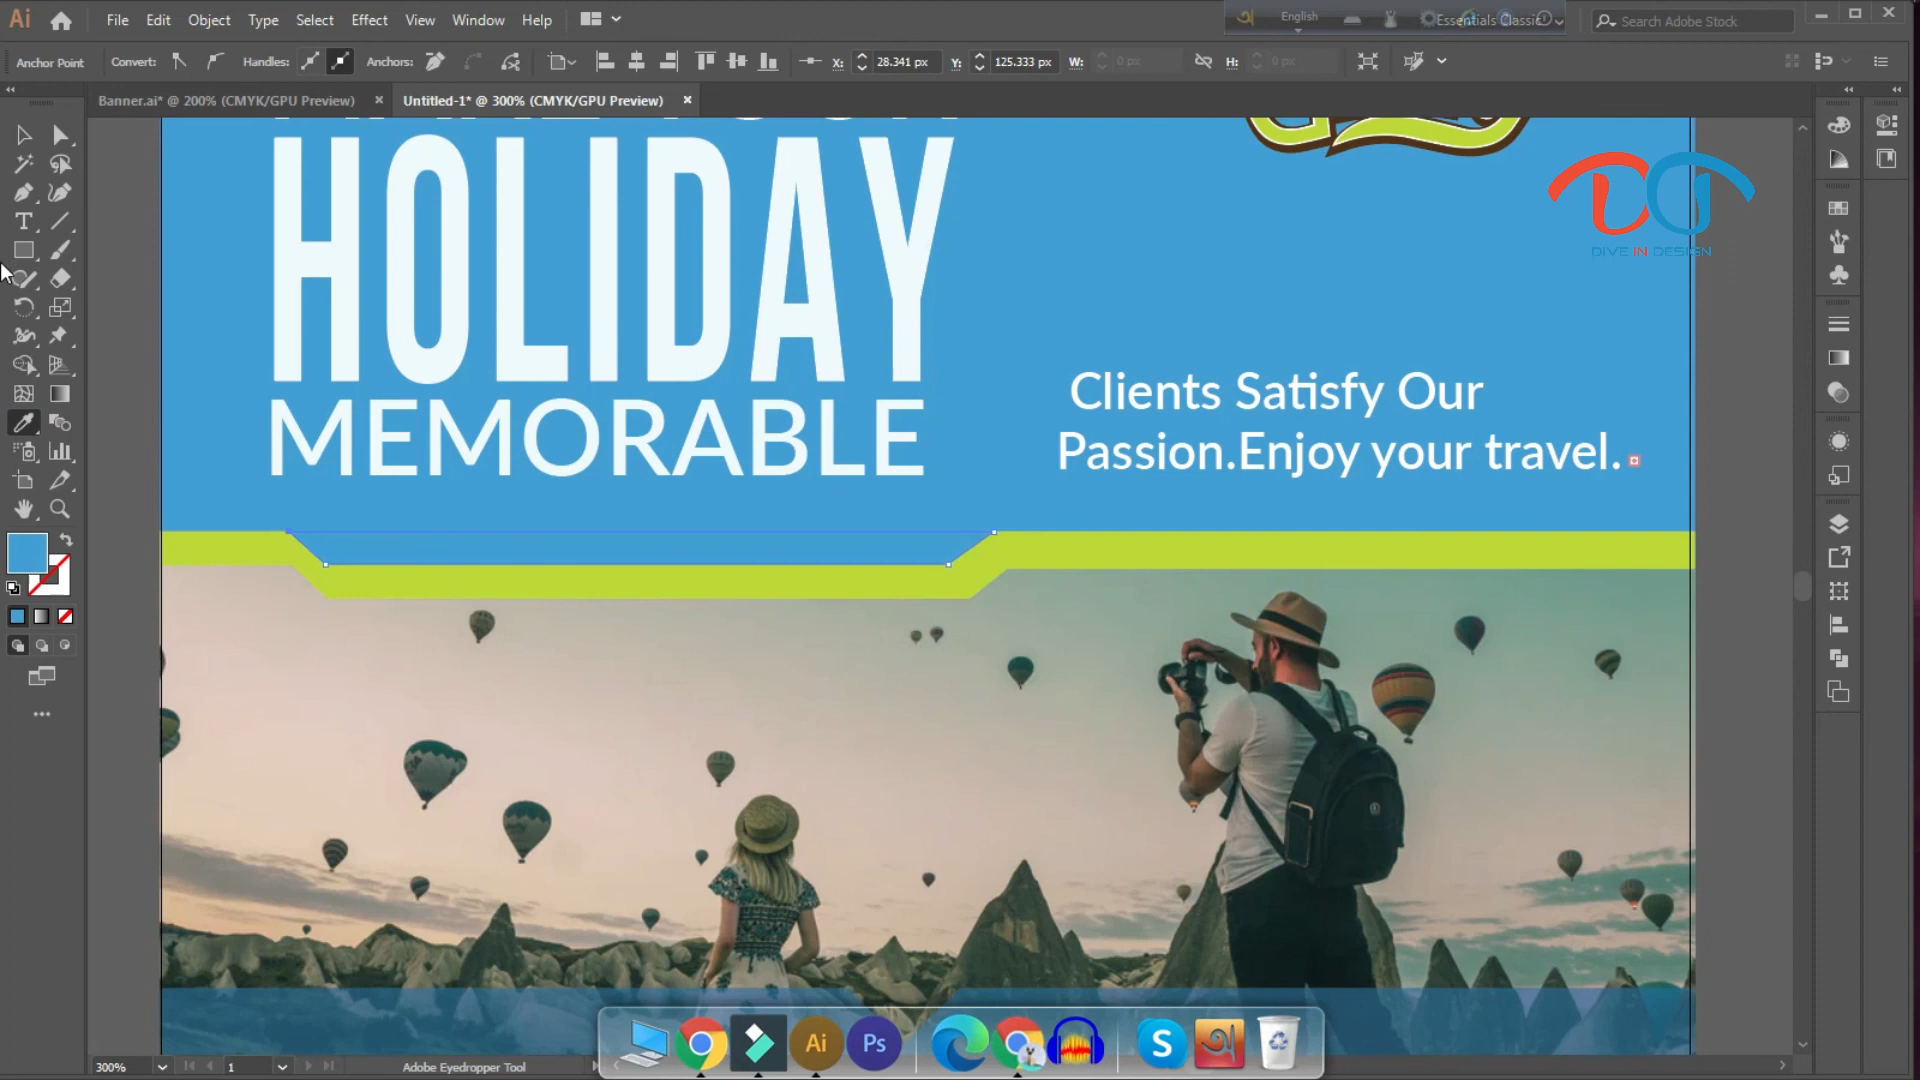 Ai File Edit Object Type Select Effect View Window Help English Essentials Classic Search Adobe Stock
Anchor Point Convert: Handles: Anchors: X: 28.341 px Y: 125.333 px W: 0 px H: 0 px
Banner.ai* @ 200% (CMYK/GPU Preview) × Untitled-1* @ 300% (CMYK/GPU Preview) ×
HOLIDAY
MEMORABLE
DIVE IN DESIGN
Clients Satisfy Our
Passion.Enjoy your travel.
Ai Ps S
300% 1 Adobe Eyedropper Tool